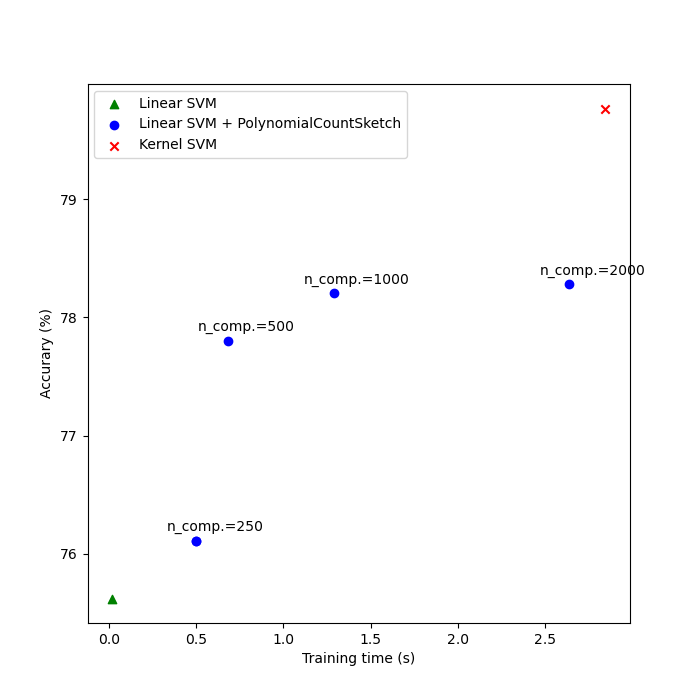 Linear SVM
Linear SVM + PolynomialCountSketch
Kernel SVM
79
n_comp.=2000
n_comp.=1000
78
n_comp.=500
Accurary (%)
77
n_comp.=250
76
0.0 0.5 1.0 1.5 2.0 2.5
Training time (s)